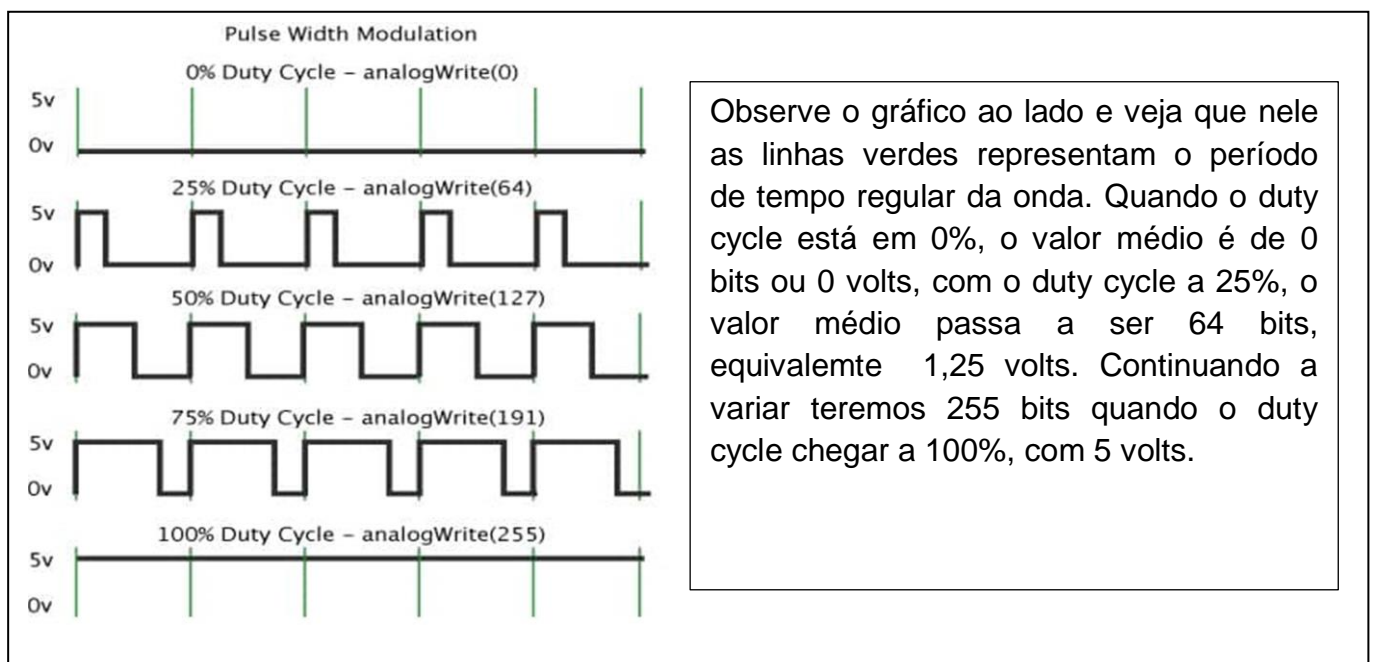 Pulse Width Modulation
0% Duty Cycle – analogWrite(0)
5v
0v
25% Duty Cycle – analogWrite(64)
5v
0v
50% Duty Cycle – analogWrite(127)
5v
0v
75% Duty Cycle – analogWrite(191)
5v
0v
100% Duty Cycle – analogWrite(255)
5v
0v
Observe o gráfico ao lado e veja que nele
as linhas verdes representam o período
de tempo regular da onda. Quando o duty
cycle está em 0%, o valor médio é de 0
bits ou 0 volts, com o duty cycle a 25%, o
valor médio passa a ser 64 bits,
equivalemte 1,25 volts. Continuando a
variar teremos 255 bits quando o duty
cycle chegar a 100%, com 5 volts.